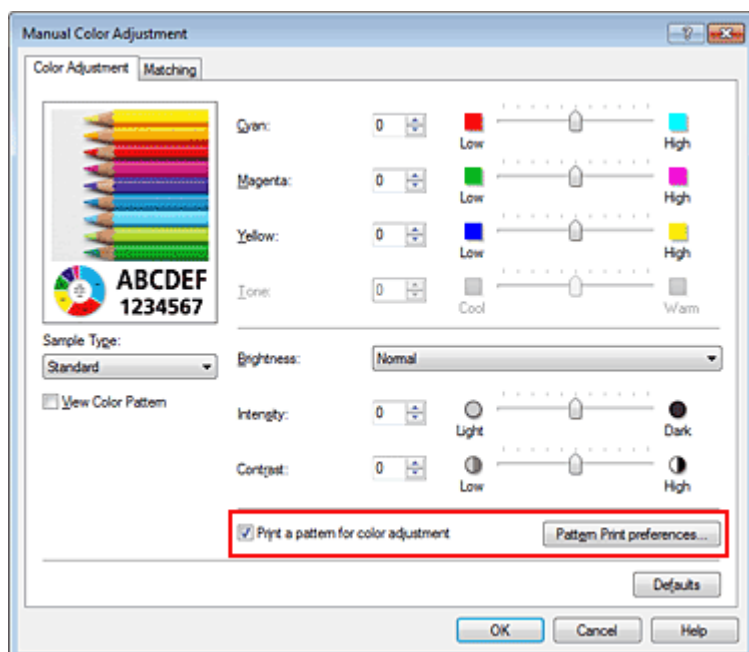 Manual Color Adjustment
Color Adjustment Matching
Cyan: 0 Low High
Magenta: 0 Low High
Yellow: 0 Low High
Tone: 0 Cool Warm
ABCDEF
1234567
Sample Type:
Standard
View Color Pattern
Brightness: Normal
Intensity: 0 Light Dark
Contrast: 0 Low High
Print a pattern for color adjustment Pattern Print preferences...
Defaults
OK Cancel Help